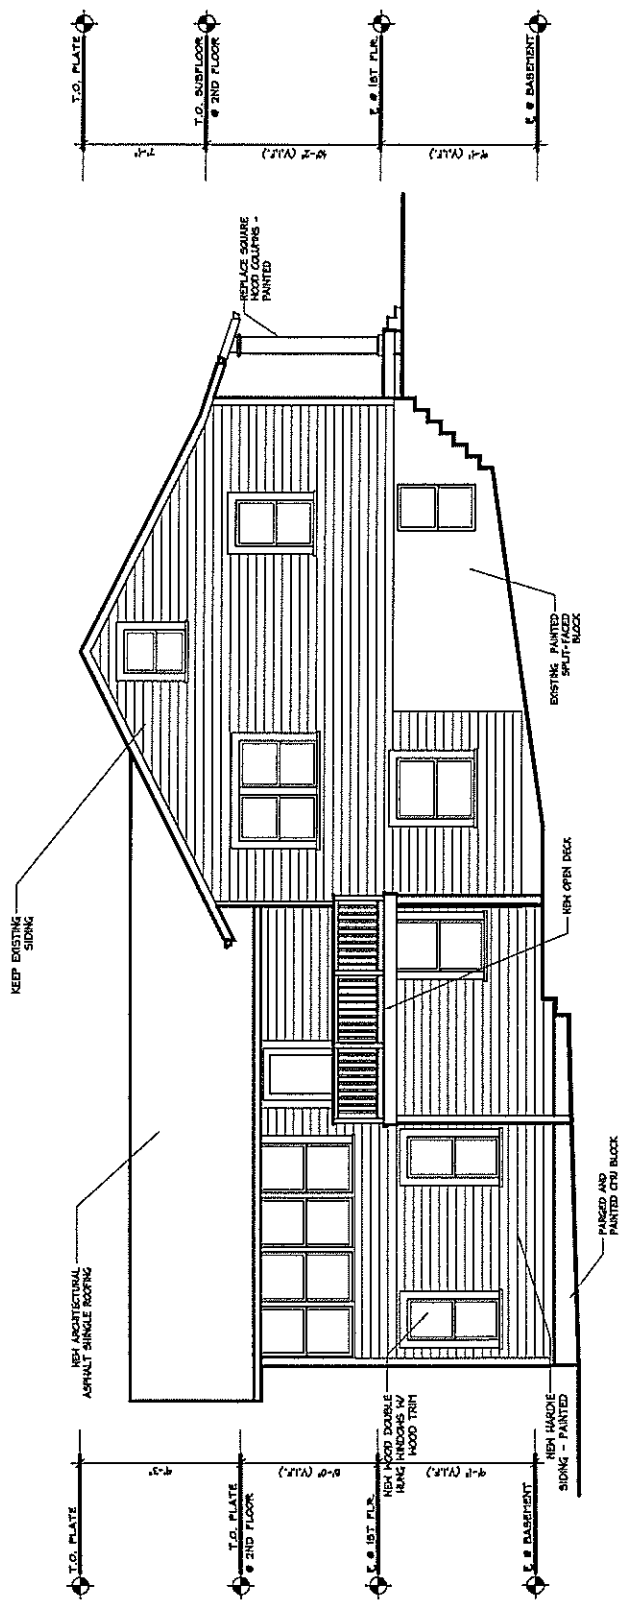 T.O. PLATE
T.O. SUBFLOOR
@ 2ND FLOOR
@ 1ST FLR.
@ BASEMENT
REPLACE SQUARE
WOOD COLUMNS -
PAINTED
KEEP EXISTING
SIDING
EXISTING PAINTED
SPLIT-FACED
BLOCK
NEW OPEN DECK
NEW ARCHITECTURAL
ASPHALT SHINGLE ROOFING
PARGED AND
PAINTED CMU BLOCK
NEW WOOD DOUBLE
HUNG WINDOWS W/
WOOD TRIM
NEW HARDIE
SIDING - PAINTED
T.O. PLATE
T.O. PLATE
@ 2ND FLOOR
@ 1ST FLR.
@ BASEMENT